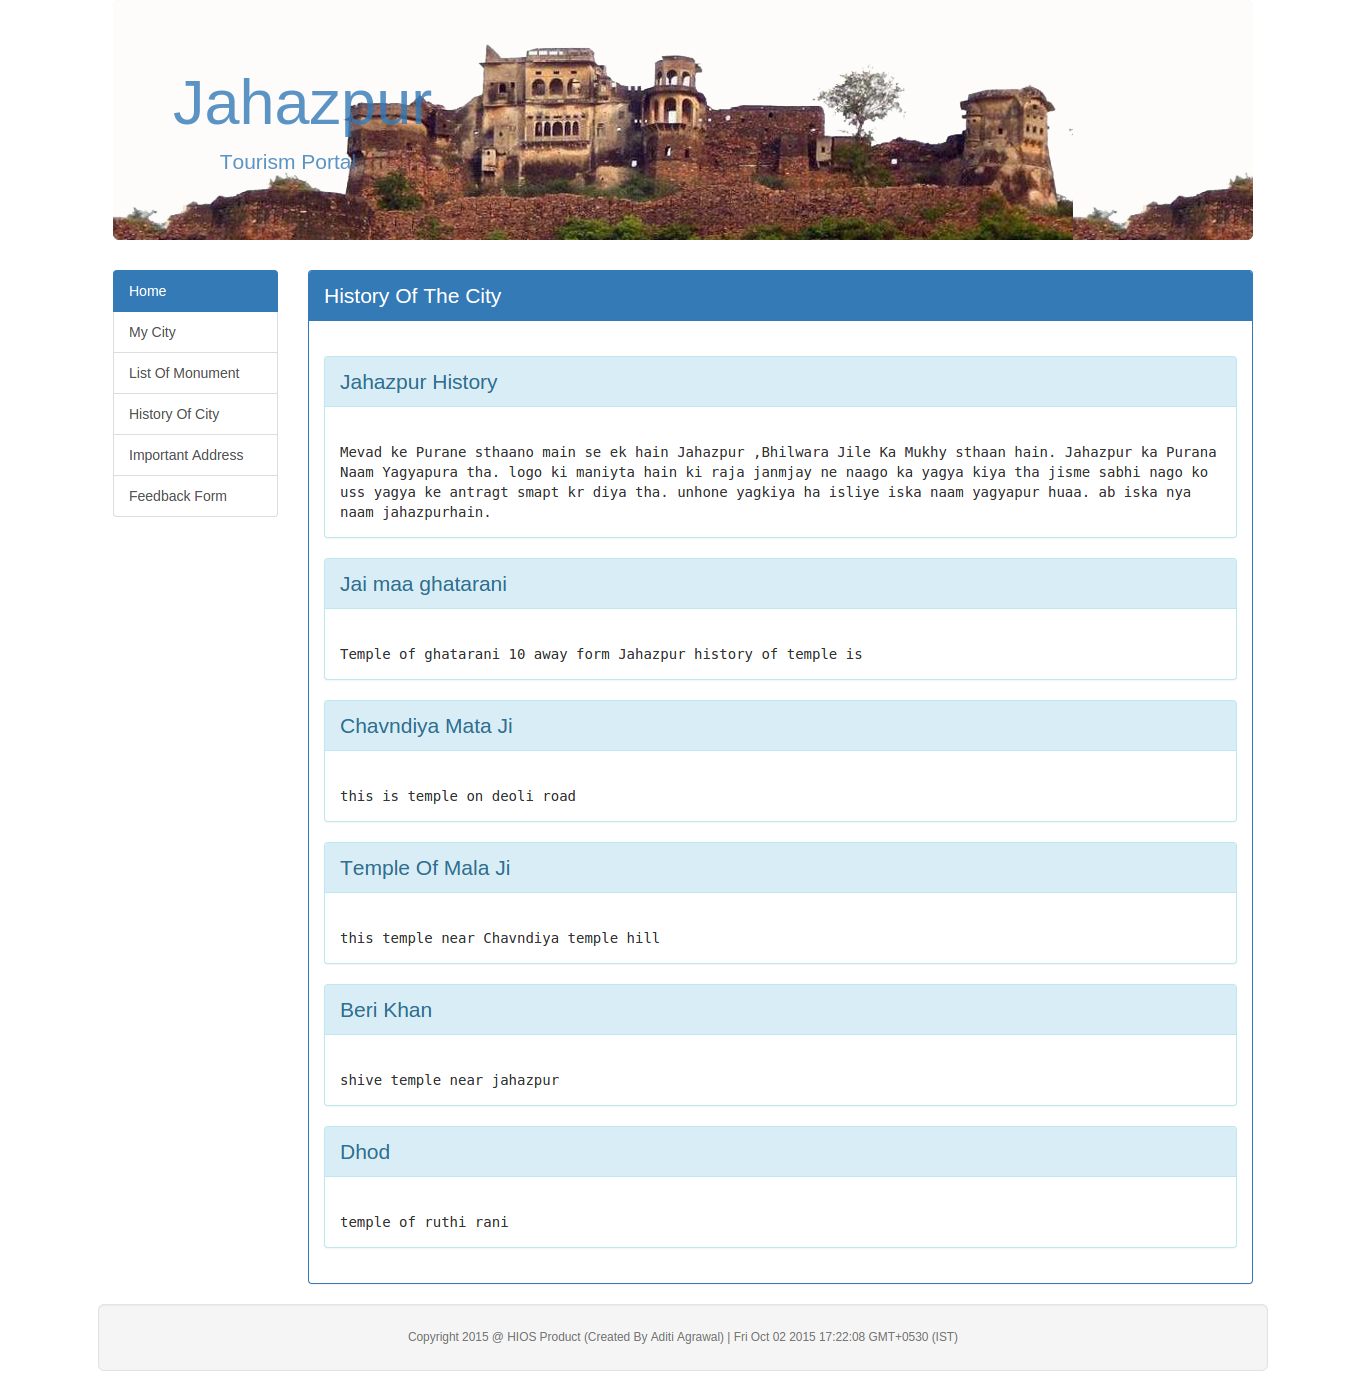 Jahazpur
Tourism Portal
Home
My City
List Of Monument
History Of City
Important Address
Feedback Form
History Of The City
Jahazpur History
Mevad ke Purane sthaano main se ek hain Jahazpur ,Bhilwara Jile Ka Mukhy sthaan hain. Jahazpur ka Purana
Naam Yagyapura tha. logo ki maniyta hain ki raja janmjay ne naago ka yagya kiya tha jisme sabhi nago ko
uss yagya ke antragt smapt kr diya tha. unhone yagkiya ha isliye iska naam yagyapur huaa. ab iska nya
naam jahazpurhain.
Jai maa ghatarani
Temple of ghatarani 10 away form Jahazpur history of temple is
Chavndiya Mata Ji
this is temple on deoli road
Temple Of Mala Ji
this temple near Chavndiya temple hill
Beri Khan
shive temple near jahazpur
Dhod
temple of ruthi rani
Copyright 2015 @ HIOS Product (Created By Aditi Agrawal) | Fri Oct 02 2015 17:22:08 GMT+0530 (IST)